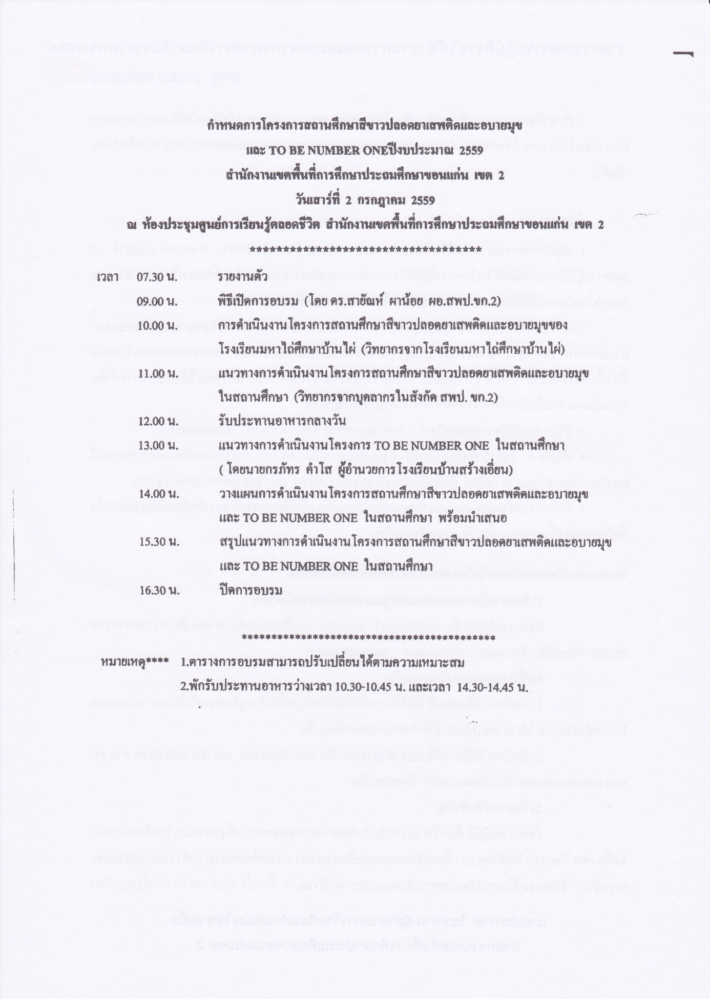 กำหนดการโครงการสถานศึกษาสีขาวปลอดยาเสพติดและอบายมุข
และ TO BE NUMBER ONEปีงบประมาณ 2559
สำนักงานเขตพื้นที่การศึกษาประถมศึกษาขอนแก่น เขต 2
วันเสาร์ที่ 2 กรกฎาคม 2559
ณ ห้องประชุมศูนย์การเรียนรู้ตลอดชีวิต สำนักงานเขตพื้นที่การศึกษาประถมศึกษาขอนแก่น เขต 2
***********************************
เวลา 07.30 น. รายงานตัว
09.00 น. พิธีเปิดการอบรม (โดย ดร.สายัณห์ ผาน้อย ผอ.สพป.ขก.2)
10.00 น. การดำเนินงานโครงการสถานศึกษาสีขาวปลอดยาเสพติดและอบายมุขของ
โรงเรียนมหาไถ่ศึกษาบ้านไผ่ (วิทยากรจากโรงเรียนมหาไถ่ศึกษาบ้านไผ่)
11.00 น. แนวทางการดำเนินงานโครงการสถานศึกษาสีขาวปลอดยาเสพติดและอบายมุข
ในสถานศึกษา (วิทยากรจากบุคลากรในสังกัด สพป. ขก.2)
12.00 น. รับประทานอาหารกลางวัน
13.00 น. แนวทางการดำเนินงานโครงการ TO BE NUMBER ONE ในสถานศึกษา
( โดยนายกรภัทร คำโส ผู้อำนวยการโรงเรียนบ้านสร้างเอี่ยน)
14.00 น. วางแผนการดำเนินงานโครงการสถานศึกษาสีขาวปลอดยาเสพติดและอบายมุข
และ TO BE NUMBER ONE ในสถานศึกษา พร้อมนำเสนอ
15.30 น. สรุปแนวทางการดำเนินงานโครงการสถานศึกษาสีขาวปลอดยาเสพติดและอบายมุข
และ TO BE NUMBER ONE ในสถานศึกษา
16.30 น. ปิดการอบรม
*******************************************
หมายเหตุ**** 1.ตารางการอบรมสามารถปรับเปลี่ยนได้ตามความเหมาะสม
2.พักรับประทานอาหารว่างเวลา 10.30-10.45 น. และเวลา 14.30-14.45 น.